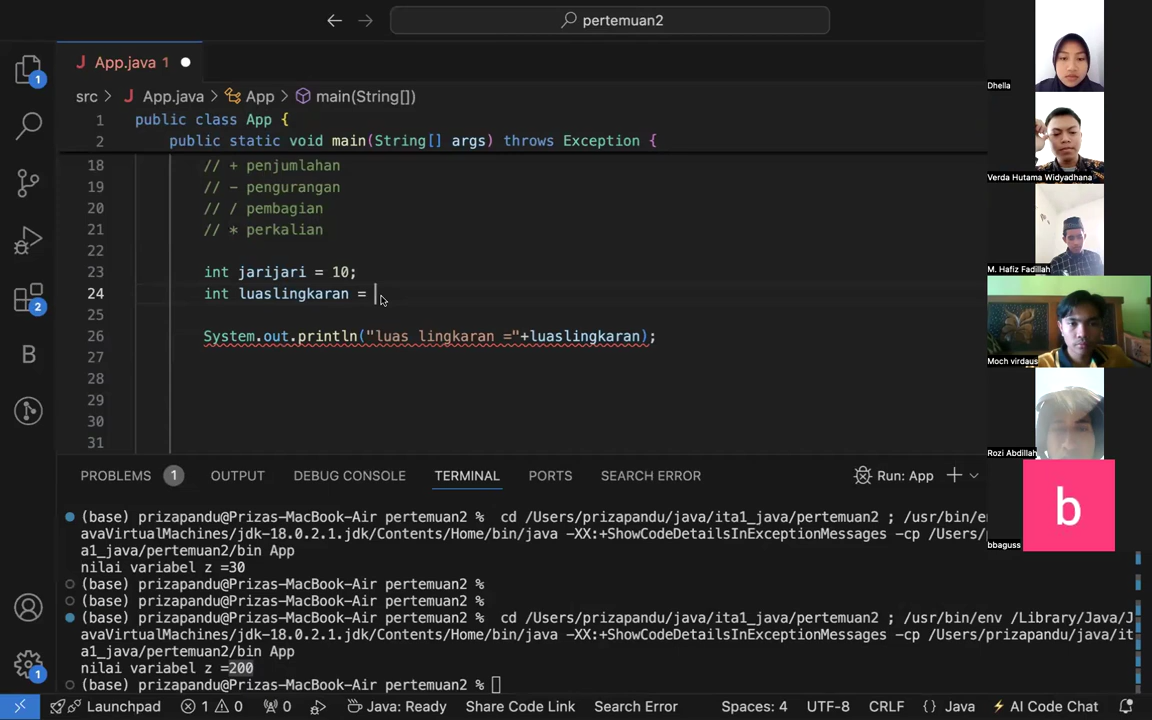 pertemuan2
App.java 1
src > App.java > App > main(String[])
1 public class App {
2 public static void main(String[] args) throws Exception {
18 // + penjumlahan
19 // - pengurangan
20 // / pembagian
21 // * perkalian
22
23 int jarijari = 10;
24 int luaslingkaran =
25
26 System.out.println("luas lingkaran ="+luaslingkaran);
27
28
29
30
31
1
2
B
1
PROBLEMS 1 OUTPUT DEBUG CONSOLE TERMINAL PORTS SEARCH ERROR Run: App
(base) prizapandu@Prizas-MacBook-Air pertemuan2 % cd /Users/prizapandu/java/ita1_java/pertemuan2 ; /usr/bin/en
avaVirtualMachines/jdk-18.0.2.1.jdk/Contents/Home/bin/java -XX:+ShowCodeDetailsInExceptionMessages -cp /Users/
a1_java/pertemuan2/bin App
nilai variabel z =30
(base) prizapandu@Prizas-MacBook-Air pertemuan2 %
(base) prizapandu@Prizas-MacBook-Air pertemuan2 %
(base) prizapandu@Prizas-MacBook-Air pertemuan2 % cd /Users/prizapandu/java/ita1_java/pertemuan2 ; /usr/bin/env /Library/Java/J
avaVirtualMachines/jdk-18.0.2.1.jdk/Contents/Home/bin/java -XX:+ShowCodeDetailsInExceptionMessages -cp /Users/prizapandu/java/it
a1_java/pertemuan2/bin App
nilai variabel z =200
(base) prizapandu@Prizas-MacBook-Air pertemuan2 %
Launchpad 1 0 0 Java: Ready Share Code Link Search Error Spaces: 4 UTF-8 CRLF {} Java AI Code Chat
Dhella
Verda Hutama Widyadhana
M. Hafiz Fadillah
Moch virdaus
Rozi Abdillah
b
bbaguss